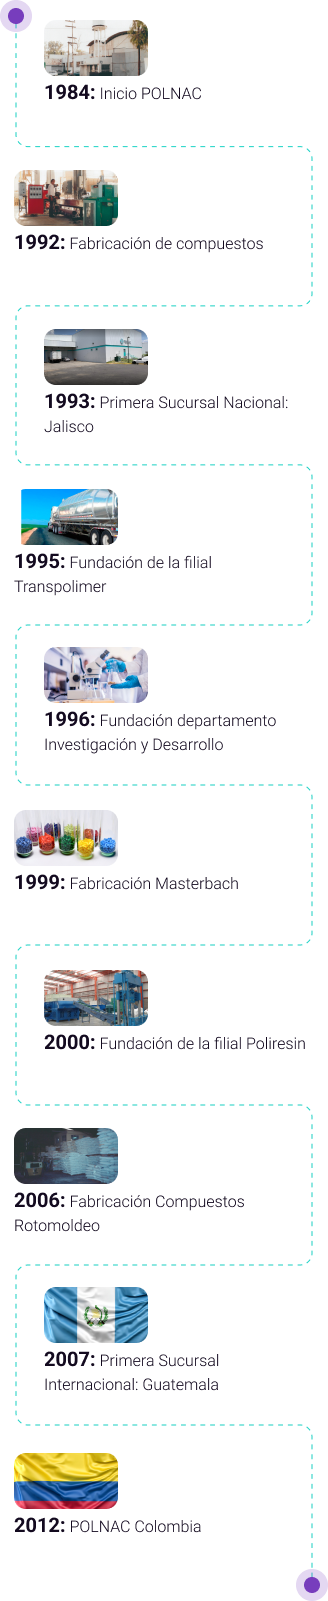 1984: Inicio POLNAC
1992: Fabricación de compuestos
1993: Primera Sucursal Nacional:
Jalisco
1995: Fundación de la filial
Transpolimer
1996: Fundación departamento
Investigación y Desarrollo
1999: Fabricación Masterbach
2000: Fundación de la filial Poliresin
2006: Fabricación Compuestos
Rotomoldeo
2007: Primera Sucursal
Internacional: Guatemala
2012: POLNAC Colombia